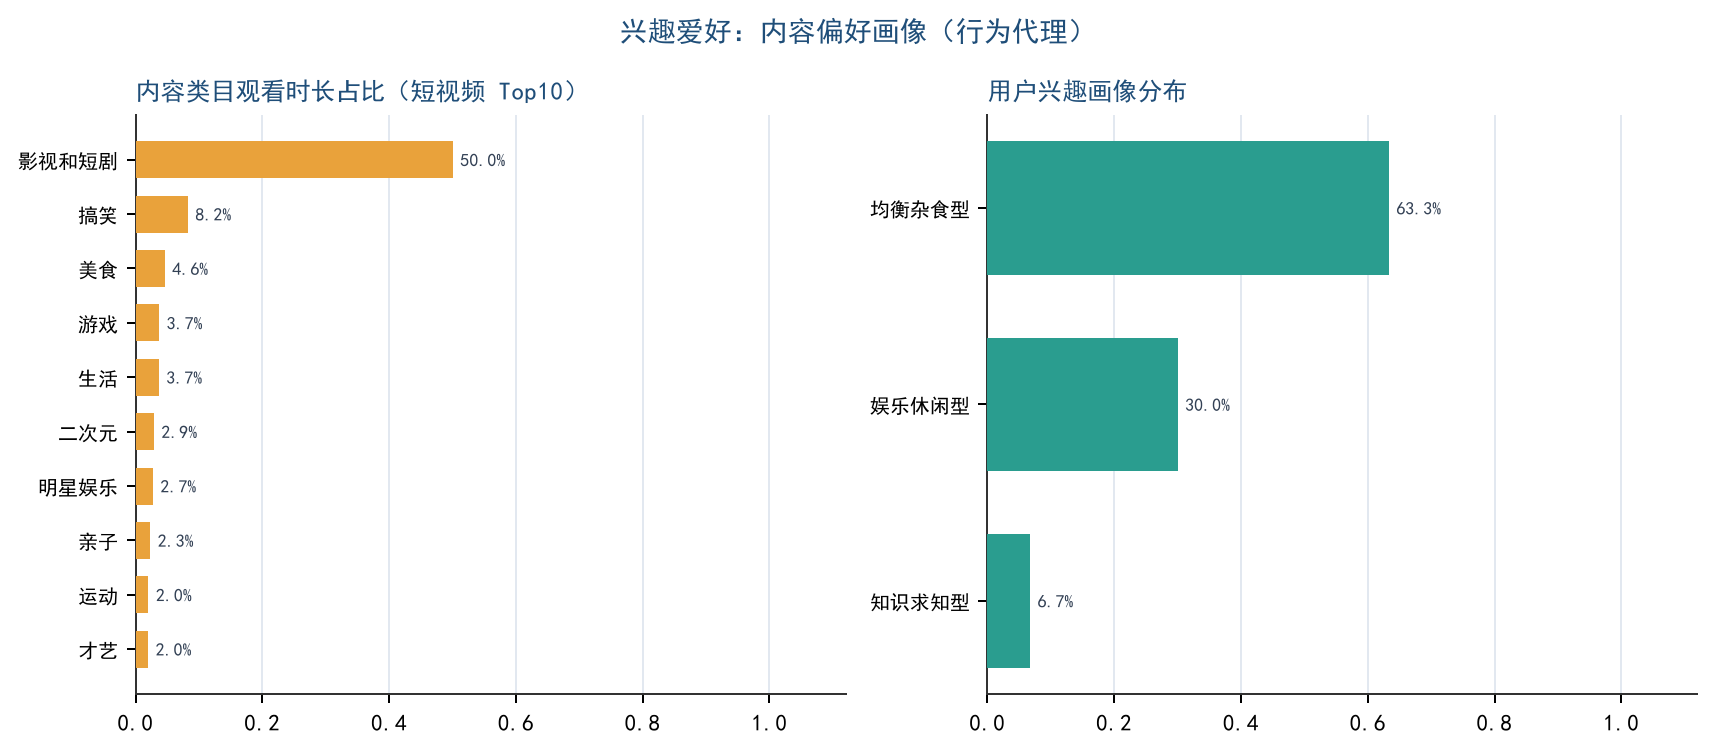 兴趣爱好：内容偏好画像（行为代理）
内容类目观看时长占比（短视频 Top10）
影视和短剧 50.0%
搞笑 8.2%
美食 4.6%
游戏 3.7%
生活 3.7%
二次元 2.9%
明星娱乐 2.7%
亲子 2.3%
运动 2.0%
才艺 2.0%
0.0 0.2 0.4 0.6 0.8 1.0
用户兴趣画像分布
均衡杂食型 63.3%
娱乐休闲型 30.0%
知识求知型 6.7%
0.0 0.2 0.4 0.6 0.8 1.0